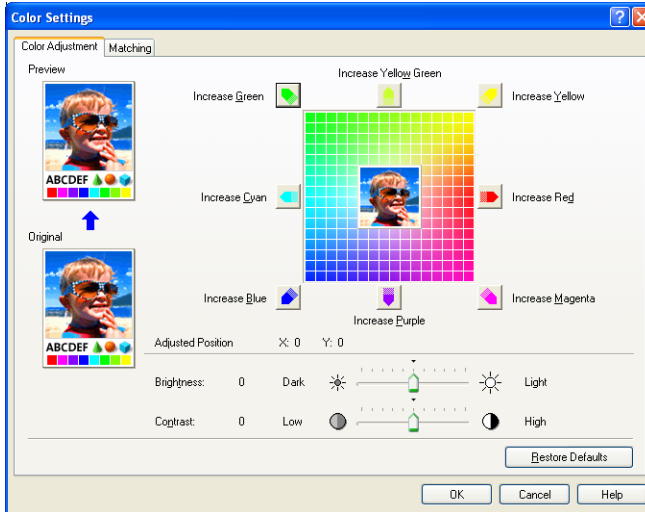 Color Settings
Color Adjustment Matching
Preview
Increase Yellow Green
Increase Green
Increase Yellow
ABCDEF
Increase Cyan
Increase Red
Original
Increase Blue
Increase Magenta
Increase Purple
ABCDEF
Adjusted Position X: 0 Y: 0
Brightness: 0 Dark Light
Contrast: 0 Low High
Restore Defaults
OK Cancel Help